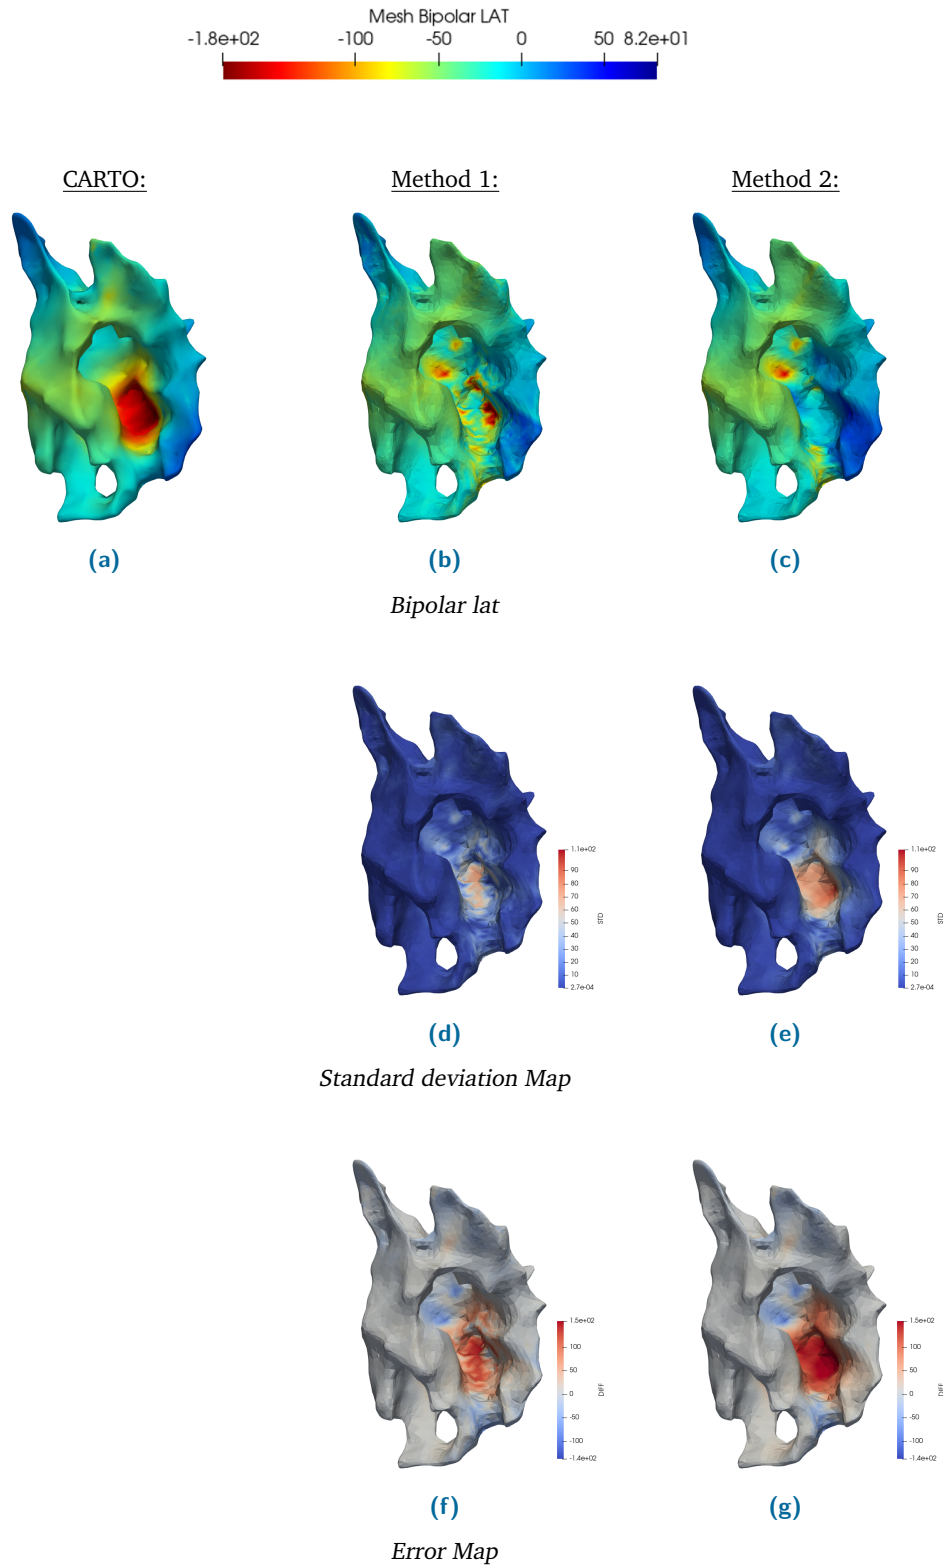 Mesh Bipolar LAT
-1.8e+02 -100 -50 0 50 8.2e+01
CARTO: Method 1: Method 2:
(a) (b) (c)
Bipolar lat
1.1e+02 90 80 70 60 50 40 30 20 10 2.7e-04 STD
1.1e+02 90 80 70 60 50 40 30 20 10 2.7e-04 STD
(d) (e)
Standard deviation Map
1.5e+02 100 50 0 -50 -100 -1.4e+02 DIFF
1.5e+02 100 50 0 -50 -100 -1.4e+02 DIFF
(f) (g)
Error Map